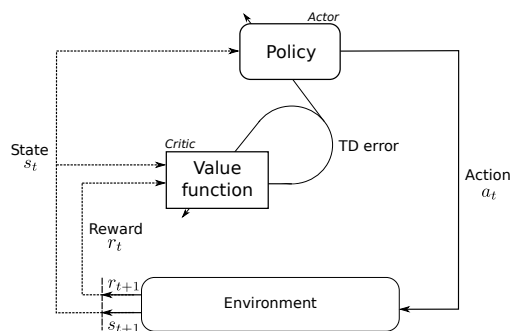 Actor
Policy
Critic
TD error
State
s_t
Value
function
Action
a_t
Reward
r_t
r_{t+1}
Environment
s_{t+1}